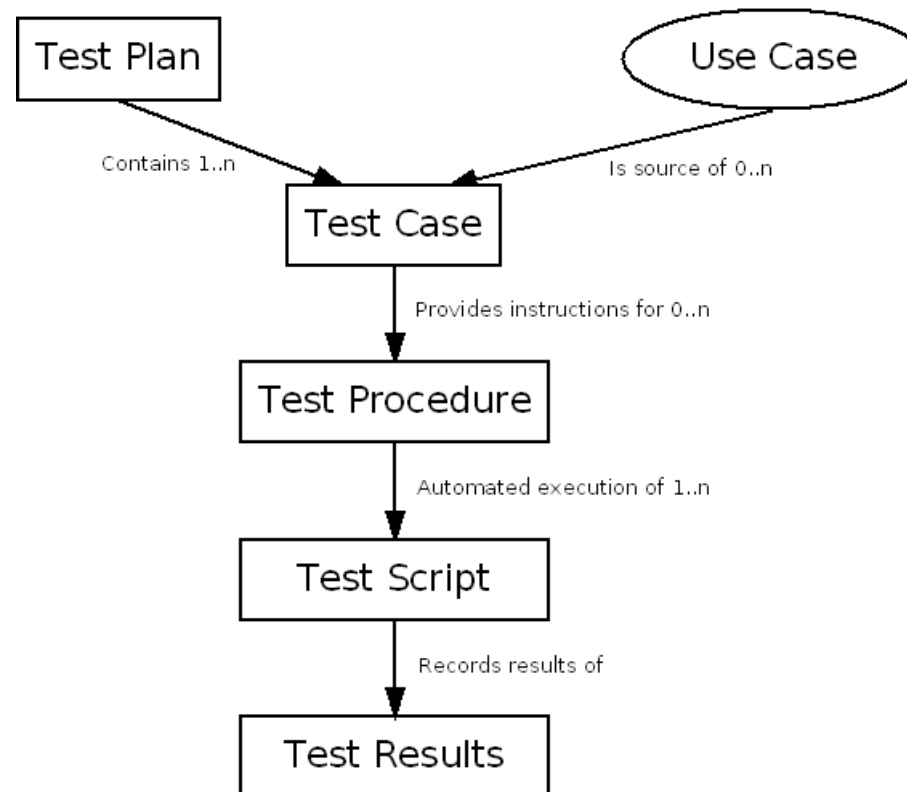 Test Plan
Use Case
Contains 1..n
Is source of 0..n
Test Case
Provides instructions for 0..n
Test Procedure
Automated execution of 1..n
Test Script
Records results of
Test Results